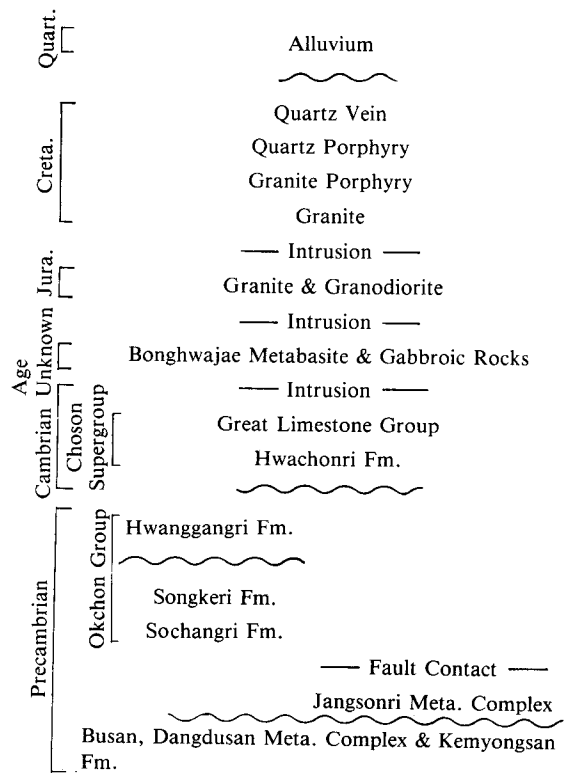 Quart.
Alluvium
Creta.
Quartz Vein
Quartz Porphyry
Granite Porphyry
Granite
Intrusion
Jura.
Granite & Granodiorite
Intrusion
Age Unknown
Bonghwajae Metabasite & Gabbroic Rocks
Intrusion
Cambrian
Choson
Supergroup
Great Limestone Group
Hwachonri Fm.
Precambrian
Okchon Group
Hwanggangri Fm.
Songkeri Fm.
Sochangri Fm.
Fault Contact
Jangsonri Meta. Complex
Busan, Dangdusan Meta. Complex & Kemyongsan
Fm.